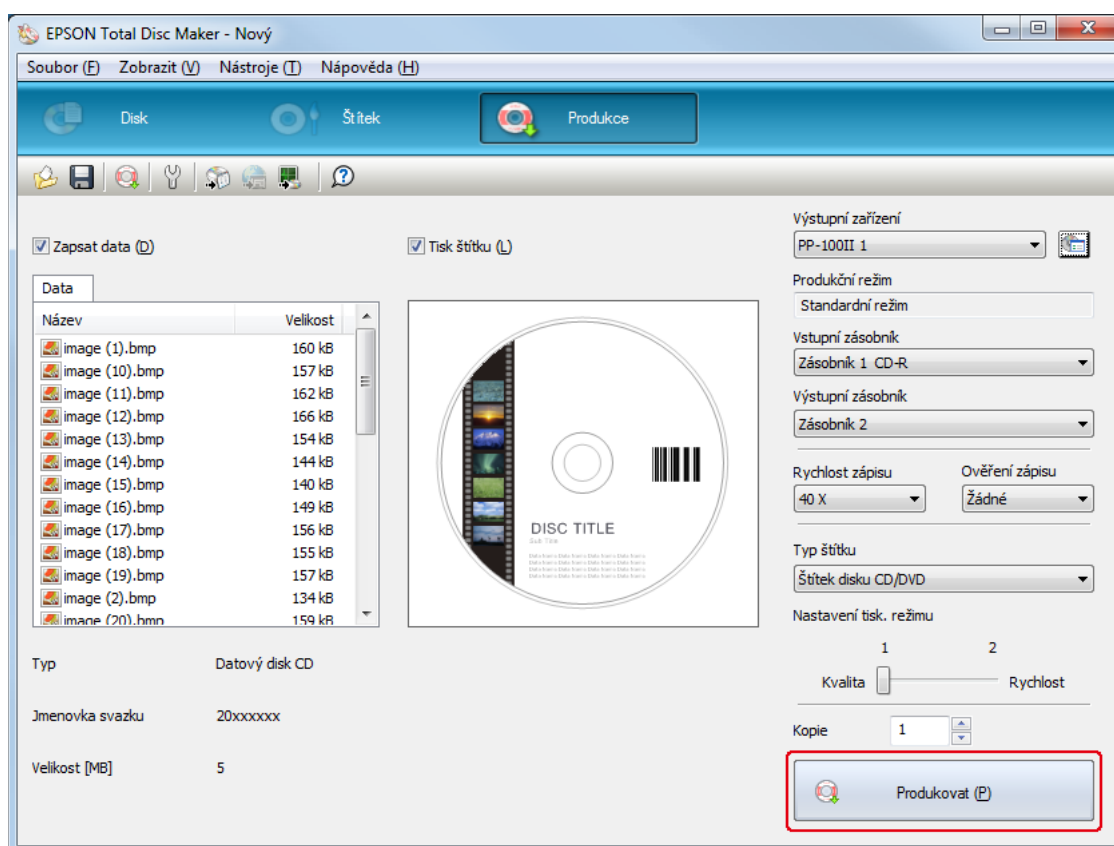 EPSON Total Disc Maker - Nový
Soubor (F) Zobrazit (V) Nástroje (T) Nápověda (H)
Disk Štítek Produkce
Zapsat data (D)
Data
Název Velikost
image (1).bmp 160 kB
image (10).bmp 157 kB
image (11).bmp 162 kB
image (12).bmp 166 kB
image (13).bmp 154 kB
image (14).bmp 144 kB
image (15).bmp 140 kB
image (16).bmp 149 kB
image (17).bmp 156 kB
image (18).bmp 155 kB
image (19).bmp 157 kB
image (2).bmp 134 kB
image (20).bmp 159 kB
Typ Datový disk CD
Jmenovka svazku 20xxxxxx
Velikost [MB] 5
Tisk štítku (L)
DISC TITLE
Sub Title
Výstupní zařízení
PP-100II 1
Produkční režim
Standardní režim
Vstupní zásobník
Zásobník 1 CD-R
Výstupní zásobník
Zásobník 2
Rychlost zápisu Ověření zápisu
40 X Žádné
Typ štítku
Štítek disku CD/DVD
Nastavení tisk. režimu
1 2
Kvalita Rychlost
Kopie 1
Produkovat (P)